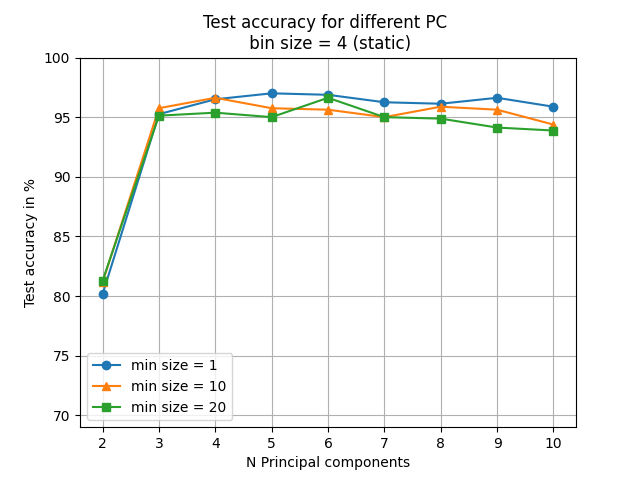 Test accuracy for different PC
bin size = 4 (static)
Test accuracy in %
100
95
90
85
80
75
70
min size = 1
min size = 10
min size = 20
2 3 4 5 6 7 8 9 10
N Principal components